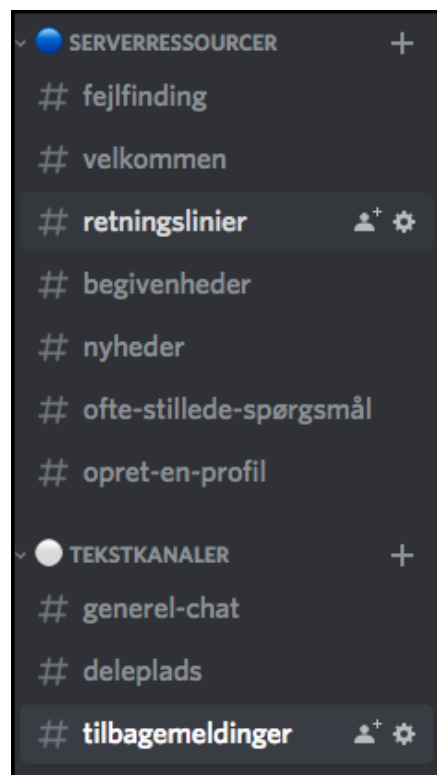 SERVERRESSOURCER
# fejlfinding
# velkommen
# retningslinier
# begivenheder
# nyheder
# ofte-stillede-spørgsmål
# opret-en-profil
TEKSTKANALER
# generel-chat
# deleplads
# tilbagemeldinger